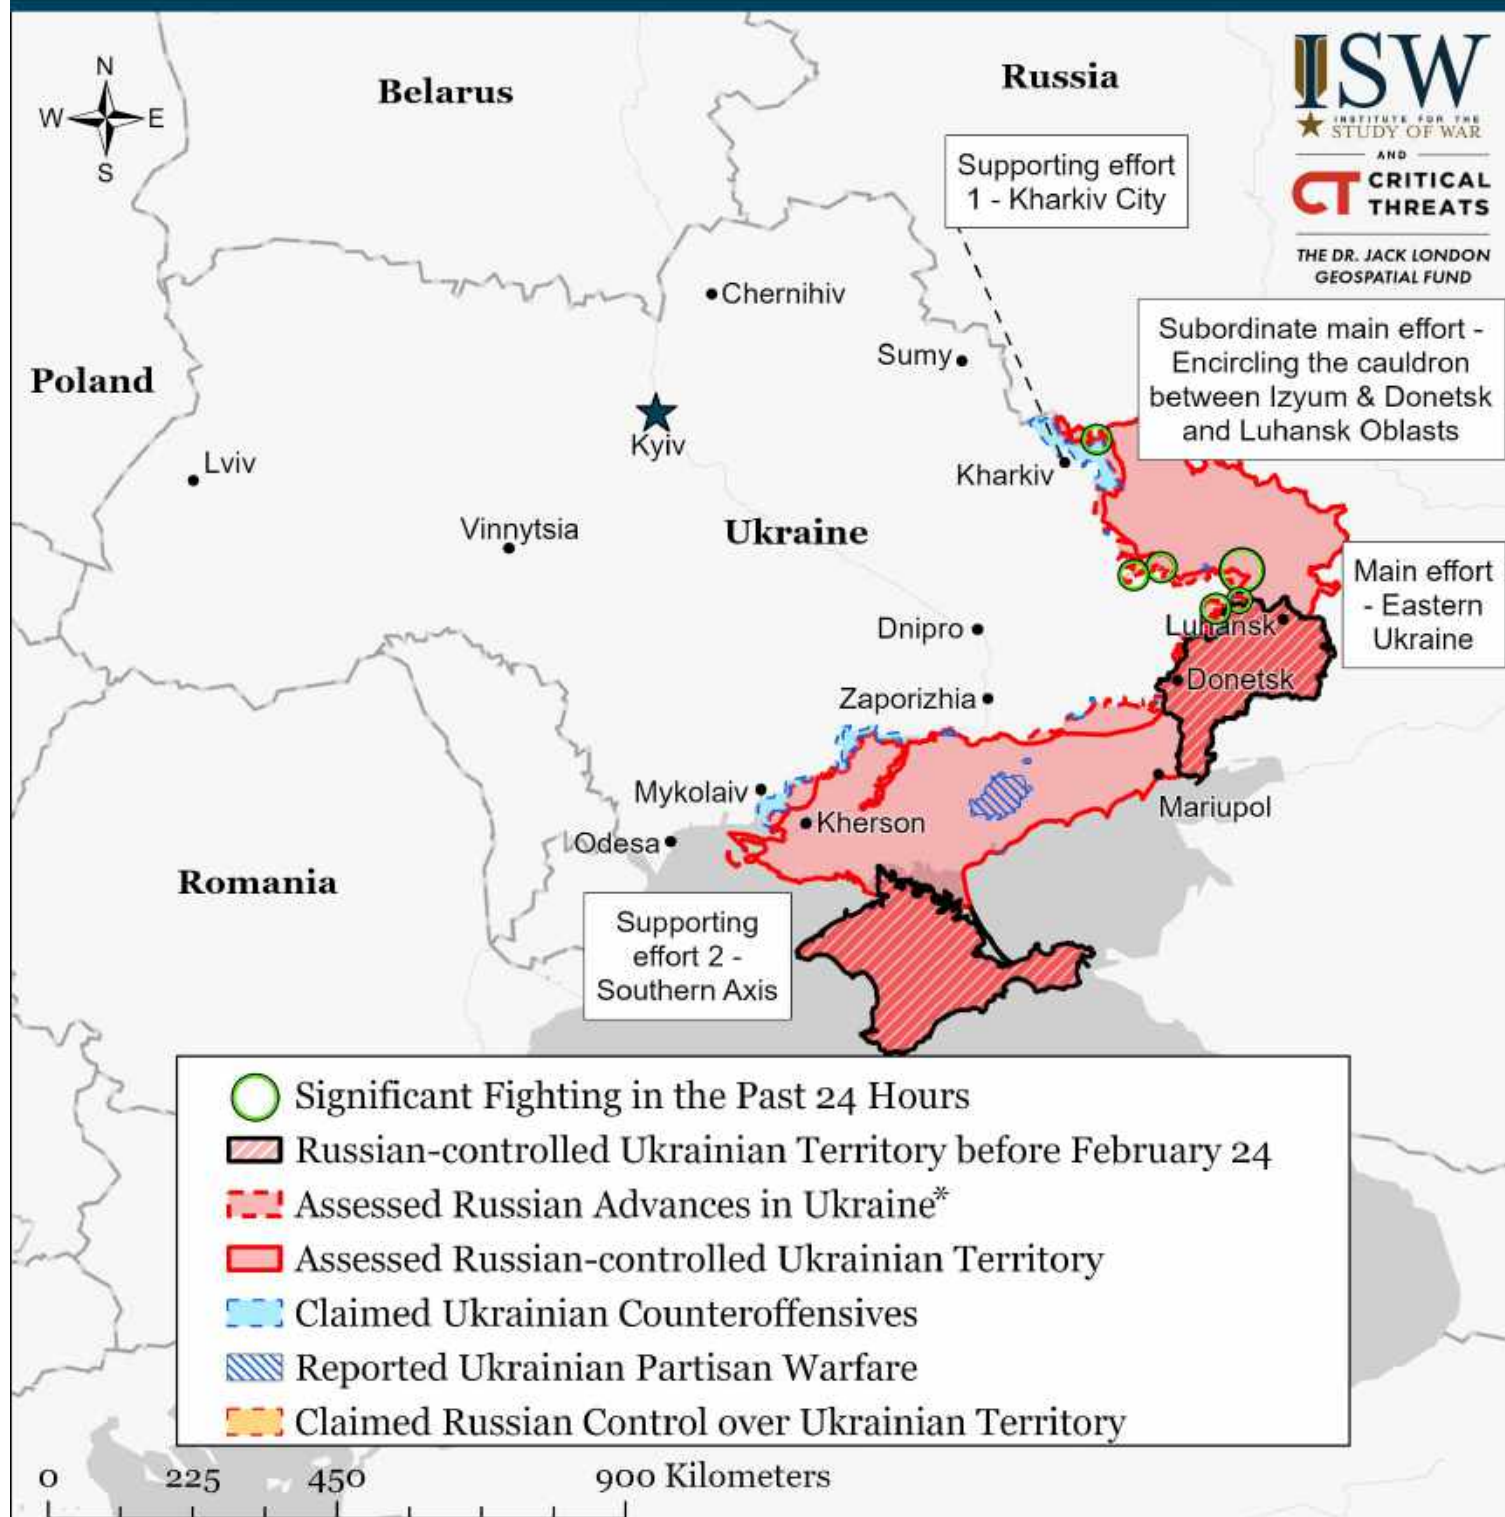 N
W
E
S
Belarus
Russia
ISW
INSTITUTE FOR THE
STUDY OF WAR
AND
CT CRITICAL
THREATS
THE DR. JACK LONDON
GEOSPATIAL FUND
Supporting effort
1 - Kharkiv City
Chernihiv
Subordinate main effort -
Encircling the cauldron
between Izyum & Donetsk
and Luhansk Oblasts
Sumy
Poland
Kyiv
Lviv
Kharkiv
Vinnytsia
Ukraine
Main effort
- Eastern
Ukraine
Dnipro
Luhansk
Donetsk
Zaporizhia
Mykolaiv
Mariupol
Kherson
Odesa
Romania
Supporting
effort 2 -
Southern Axis
Significant Fighting in the Past 24 Hours
Russian-controlled Ukrainian Territory before February 24
Assessed Russian Advances in Ukraine*
Assessed Russian-controlled Ukrainian Territory
Claimed Ukrainian Counteroffensives
Reported Ukrainian Partisan Warfare
Claimed Russian Control over Ukrainian Territory
0 225 450 900 Kilometers